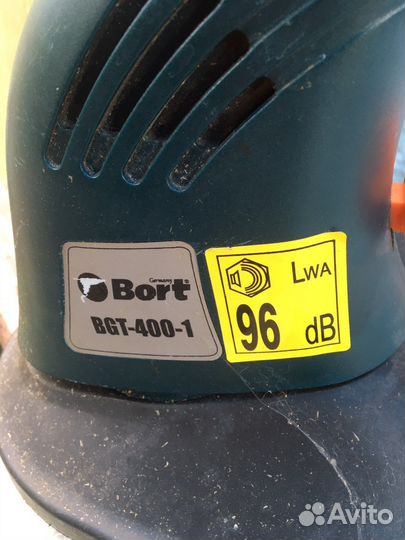 Germany
Bort
BGT-400-1
LWA
96 dB
Avito